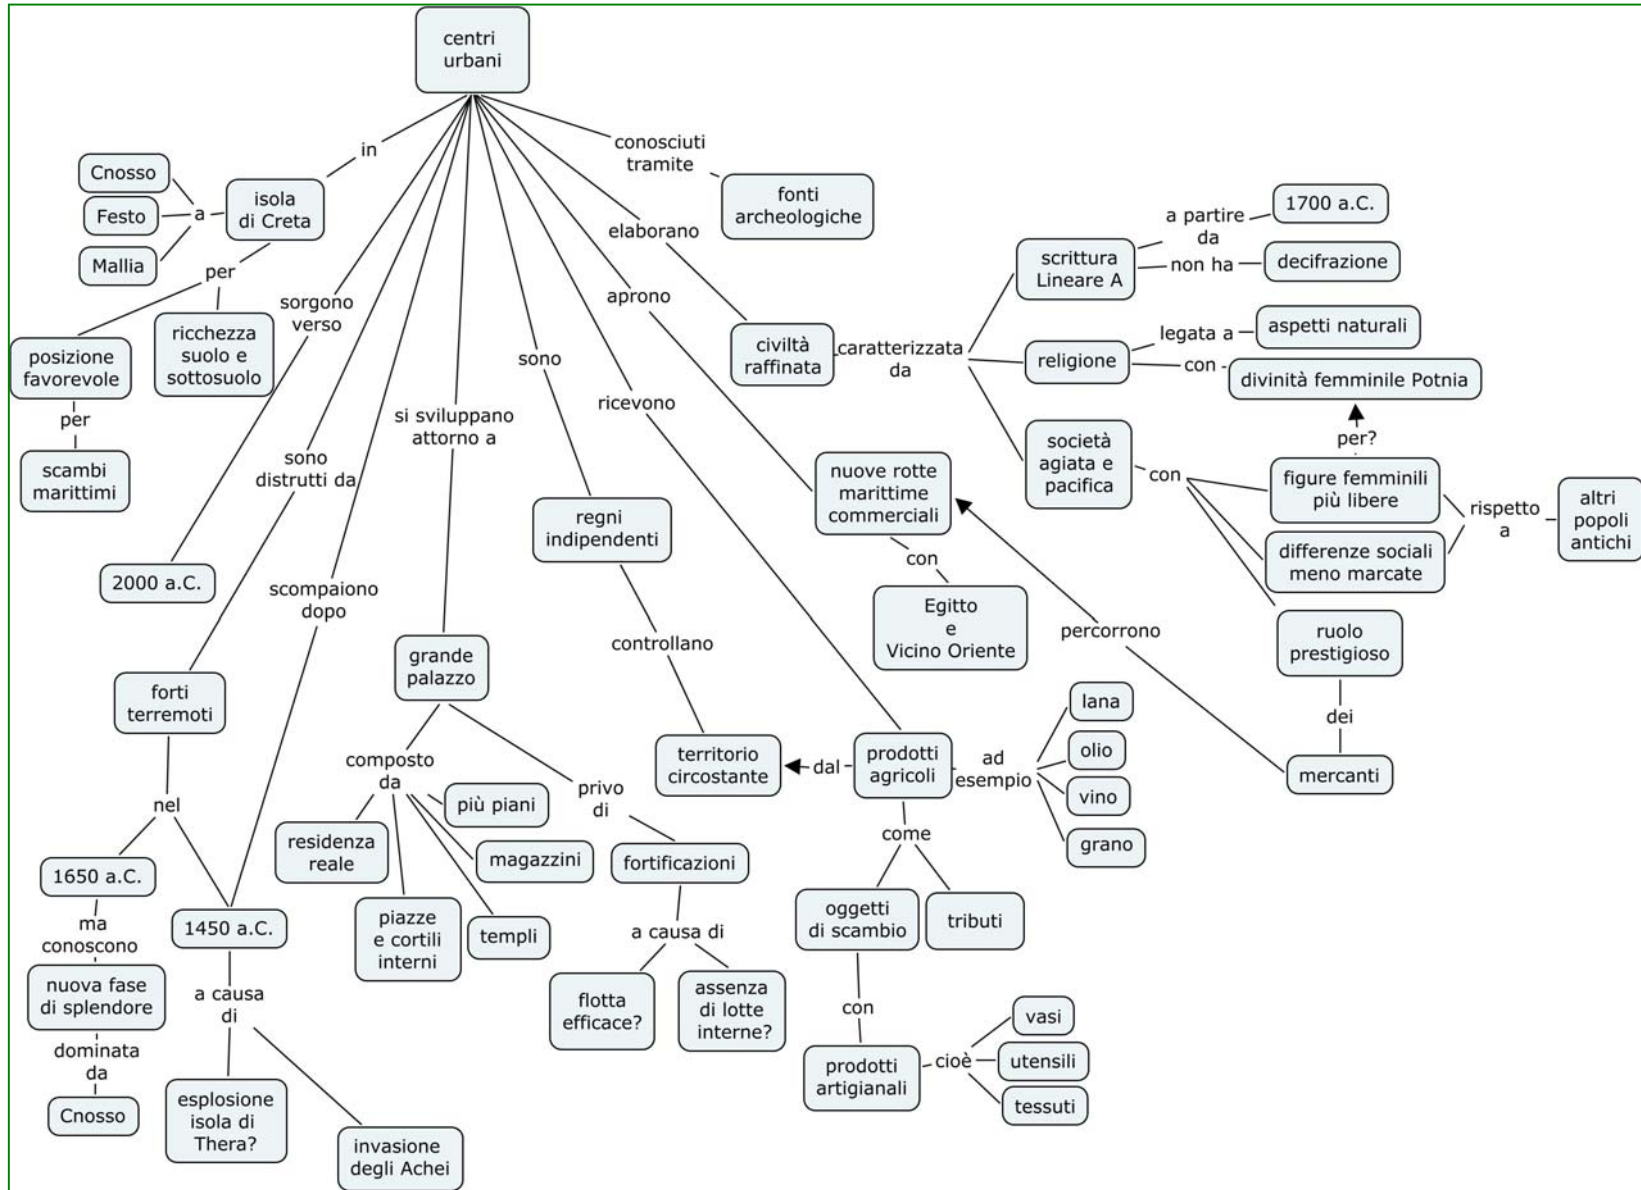 centri
urbani
in
conosciuti
tramite
Cnosso
Festo
Mallia
a
isola
di Creta
fonti
archeologiche
per
posizione
favorevole
ricchezza
suolo e
sottosuolo
per
scambi
marittimi
sorgono
verso
2000 a.C.
sono
distrutti da
forti
terremoti
nel
1650 a.C.
ma
conoscono
nuova fase
di splendore
dominata
da
Cnosso
scompaiono
dopo
1450 a.C.
a causa
di
esplosione
isola di
Thera?
invasione
degli Achei
si sviluppano
attorno a
grande
palazzo
composto
da
residenza
reale
piazze
e cortili
interni
templi
magazzini
più piani
privo
di
fortificazioni
a causa di
flotta
efficace?
assenza
di lotte
interne?
sono
regni
indipendenti
controllano
territorio
circostante
ricevono
prodotti
agricoli
dal
ad
esempio
lana
olio
vino
grano
come
oggetti
di scambio
tributi
con
prodotti
artigianali
cioè
vasi
utensili
tessuti
aprono
nuove rotte
marittime
commerciali
con
Egitto
e
Vicino Oriente
percorrono
elaborano
civiltà
raffinata
caratterizzata
da
scrittura
Lineare A
a partire
da
1700 a.C.
non ha
decifrazione
religione
legata a
aspetti naturali
con
divinità femminile Potnia
società
agiata e
pacifica
con
per?
figure femminili
più libere
differenze sociali
meno marcate
rispetto
a
altri
popoli
antichi
ruolo
prestigioso
dei
mercanti